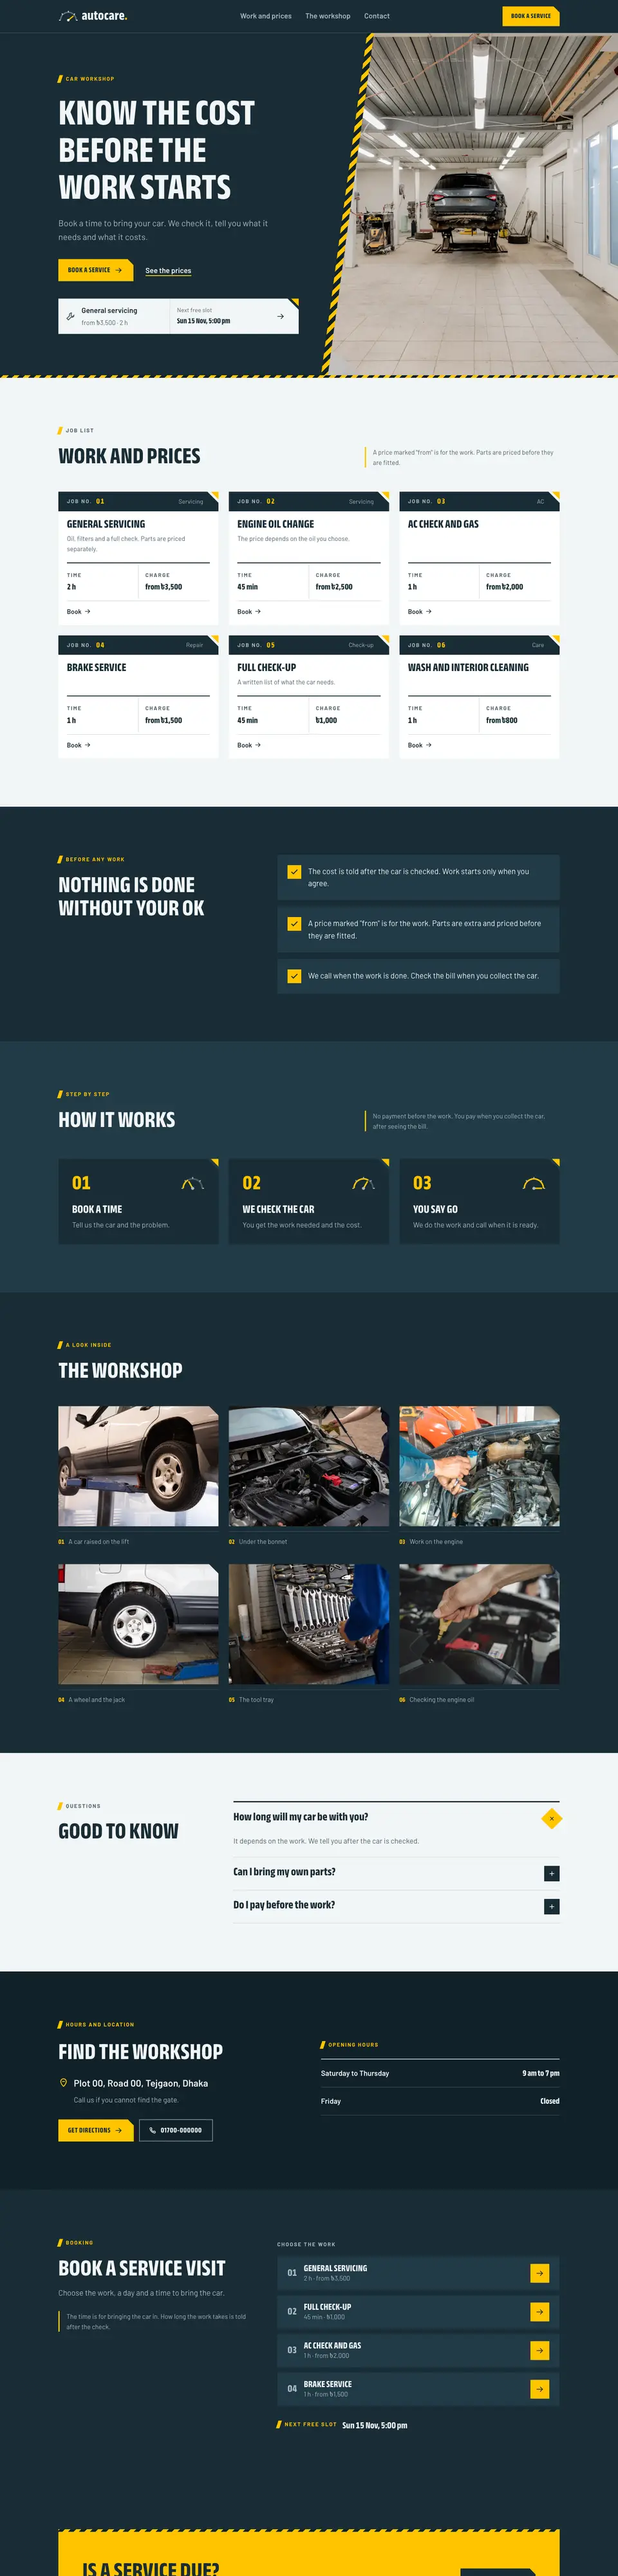 autocare.
Work and prices
The workshop
Contact
BOOK A SERVICE
CAR WORKSHOP
KNOW THE COST
BEFORE THE
WORK STARTS
Book a time to bring your car. We check it, tell you what it
needs and what it costs.
BOOK A SERVICE
See the prices
General servicing
from ৳3,500 · 2 h
Next free slot
Sun 15 Nov, 5:00 pm
JOB LIST
WORK AND PRICES
A price marked "from" is for the work. Parts are priced before they
are fitted.
JOB NO. 01
Servicing
GENERAL SERVICING
Oil, filters and a full check. Parts are priced
separately.
TIME
CHARGE
2 h
from ৳3,500
Book
JOB NO. 02
Servicing
ENGINE OIL CHANGE
The price depends on the oil you choose.
TIME
CHARGE
45 min
from ৳2,500
Book
JOB NO. 03
AC
AC CHECK AND GAS
TIME
CHARGE
1 h
from ৳2,000
Book
JOB NO. 04
Repair
BRAKE SERVICE
TIME
CHARGE
1 h
from ৳1,500
Book
JOB NO. 05
Check-up
FULL CHECK-UP
A written list of what the car needs.
TIME
CHARGE
45 min
৳1,000
Book
JOB NO. 06
Care
WASH AND INTERIOR CLEANING
TIME
CHARGE
1 h
from ৳800
Book
BEFORE ANY WORK
NOTHING IS DONE
WITHOUT YOUR OK
The cost is told after the car is checked. Work starts only when you
agree.
A price marked "from" is for the work. Parts are extra and priced before
they are fitted.
We call when the work is done. Check the bill when you collect the car.
STEP BY STEP
HOW IT WORKS
No payment before the work. You pay when you collect the car,
after seeing the bill.
01
BOOK A TIME
Tell us the car and the problem.
02
WE CHECK THE CAR
You get the work needed and the cost.
03
YOU SAY GO
We do the work and call when it is ready.
A LOOK INSIDE
THE WORKSHOP
01 A car raised on the lift
02 Under the bonnet
03 Work on the engine
04 A wheel and the jack
05 The tool tray
06 Checking the engine oil
QUESTIONS
GOOD TO KNOW
How long will my car be with you?
It depends on the work. We tell you after the car is checked.
Can I bring my own parts?
Do I pay before the work?
HOURS AND LOCATION
FIND THE WORKSHOP
Plot 00, Road 00, Tejgaon, Dhaka
Call us if you cannot find the gate.
GET DIRECTIONS
01700-000000
OPENING HOURS
Saturday to Thursday
9 am to 7 pm
Friday
Closed
BOOKING
BOOK A SERVICE VISIT
Choose the work, a day and a time to bring the car.
The time is for bringing the car in. How long the work takes is told
after the check.
CHOOSE THE WORK
01 GENERAL SERVICING
2 h · from ৳3,500
02 FULL CHECK-UP
45 min · ৳1,000
03 AC CHECK AND GAS
1 h · from ৳2,000
04 BRAKE SERVICE
1 h · from ৳1,500
NEXT FREE SLOT Sun 15 Nov, 5:00 pm
IS A SERVICE DUE?